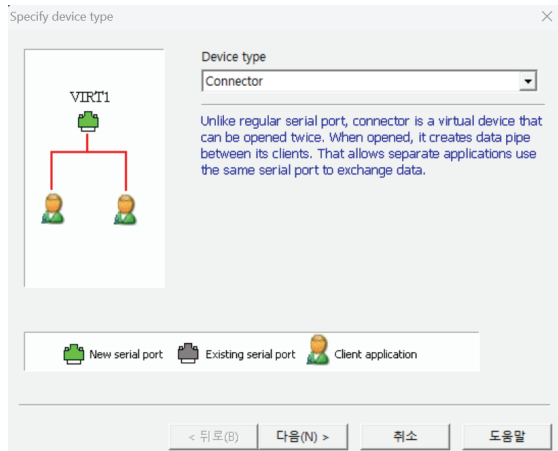 Specify device type
Device type
Connector
VIRT1
Unlike regular serial port, connector is a virtual device that
can be opened twice. When opened, it creates data pipe
between its clients. That allows separate applications use
the same serial port to exchange data.
New serial port Existing serial port Client application
< 뒤로(B) 다음(N) > 취소 도움말